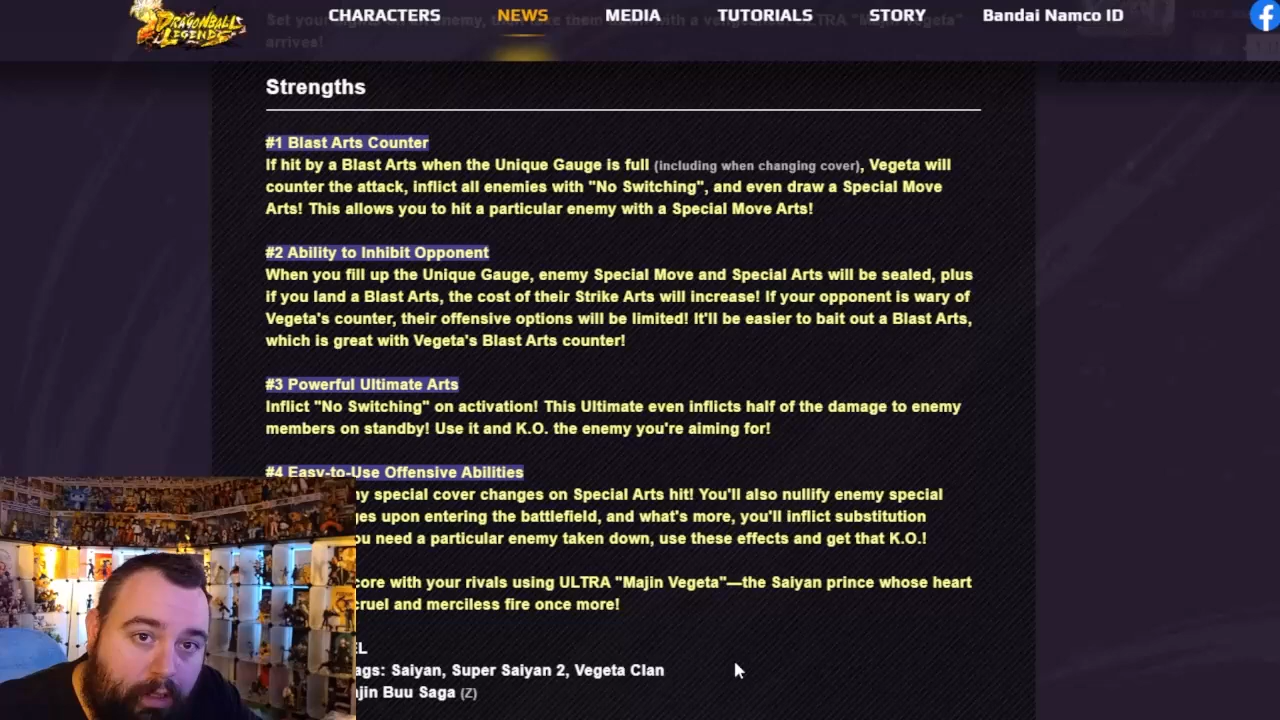 DRAGONBALL LEGENDS
CHARACTERS NEWS MEDIA TUTORIALS STORY Bandai Namco ID
arrives!
Strengths
#1 Blast Arts Counter
If hit by a Blast Arts when the Unique Gauge is full (including when changing cover), Vegeta will
counter the attack, inflict all enemies with "No Switching", and even draw a Special Move
Arts! This allows you to hit a particular enemy with a Special Move Arts!
#2 Ability to Inhibit Opponent
When you fill up the Unique Gauge, enemy Special Move and Special Arts will be sealed, plus
if you land a Blast Arts, the cost of their Strike Arts will increase! If your opponent is wary of
Vegeta's counter, their offensive options will be limited! It'll be easier to bait out a Blast Arts,
which is great with Vegeta's Blast Arts counter!
#3 Powerful Ultimate Arts
Inflict "No Switching" on activation! This Ultimate even inflicts half of the damage to enemy
members on standby! Use it and K.O. the enemy you're aiming for!
#4 Easy-to-Use Offensive Abilities
my special cover changes on Special Arts hit! You'll also nullify enemy special
ges upon entering the battlefield, and what's more, you'll inflict substitution
ou need a particular enemy taken down, use these effects and get that K.O.!
core with your rivals using ULTRA "Majin Vegeta"—the Saiyan prince whose heart
cruel and merciless fire once more!
EL
ags: Saiyan, Super Saiyan 2, Vegeta Clan
ajin Buu Saga (Z)